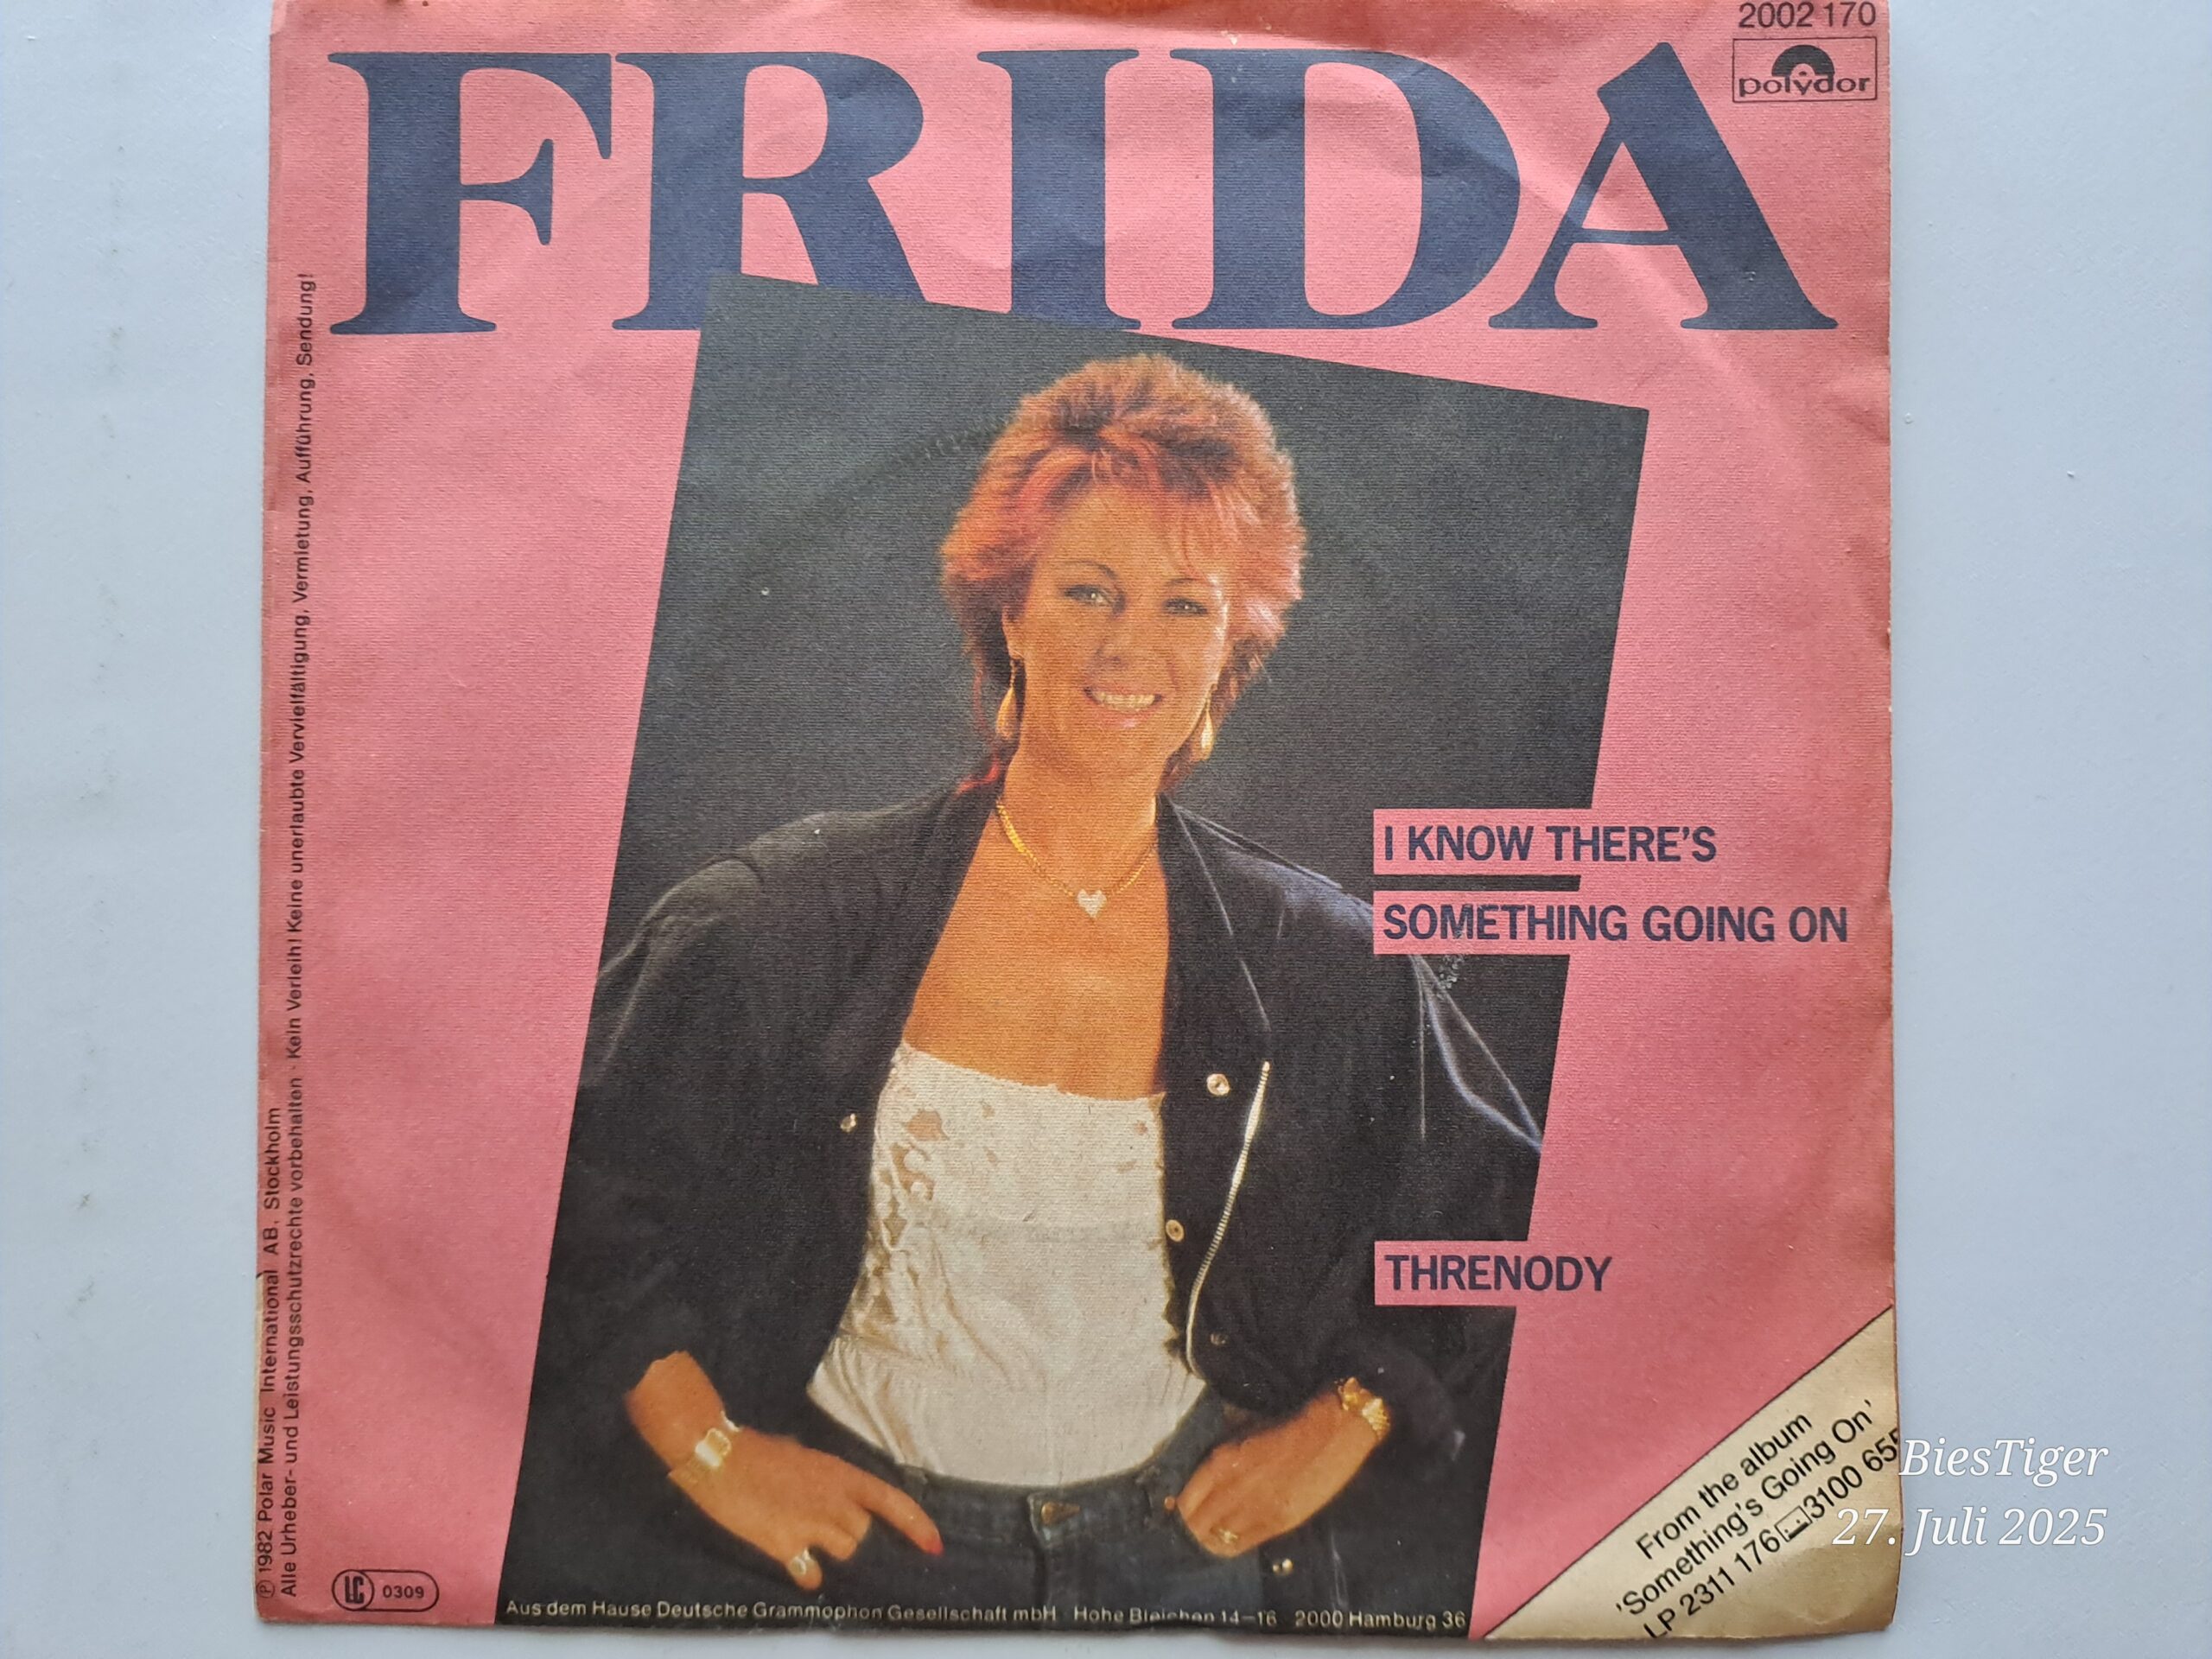 2002 170
polydor
FRIDA
I KNOW THERE'S
SOMETHING GOING ON
THRENODY
From the album
'Something's Going On'
LP 2311 176 3100 655
℗ 1982 Polar Music International AB, Stockholm
Alle Urheber- und Leistungsschutzrechte vorbehalten · Kein Verleih! Keine unerlaubte Vervielfältigung, Vermietung, Aufführung, Sendung!
LC 0309
Aus dem Hause Deutsche Grammophon Gesellschaft mbH Hohe Bleichen 14–16 2000 Hamburg 36
BiesTiger
27. Juli 2025